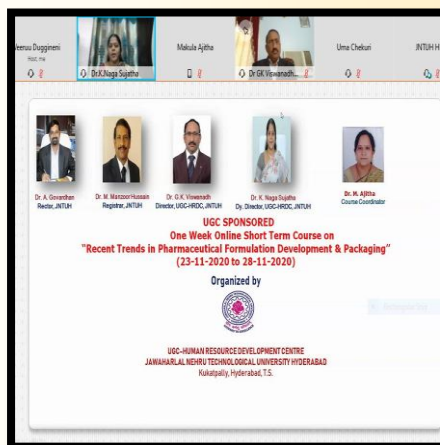 Veeruu Duggineni
Host, me
Dr.K.Naga Sujatha
Makula Ajitha
Dr GK Viswanadh...
Uma Chekuri
JNTUH H
Dr. A. Govardhan
Rector, JNTUH
Dr. M. Manzoor Hussain
Registrar, JNTUH
Dr. G.K. Viswanadh
Director, UGC-HRDC, JNTUH
Dr. K. Naga Sujatha
Dy. Director, UGC-HRDC, JNTUH
Dr. M. Ajitha
Course Coordinator
UGC SPONSORED
One Week Online Short Term Course on
"Recent Trends in Pharmaceutical Formulation Development & Packaging"
(23-11-2020 to 28-11-2020)
Organized by
UGC-HUMAN RESOURCE DEVELOPMENT CENTRE
JAWAHARLAL NEHRU TECHNOLOGICAL UNIVERSITY HYDERABAD
Kukatpally, Hyderabad, T.S.